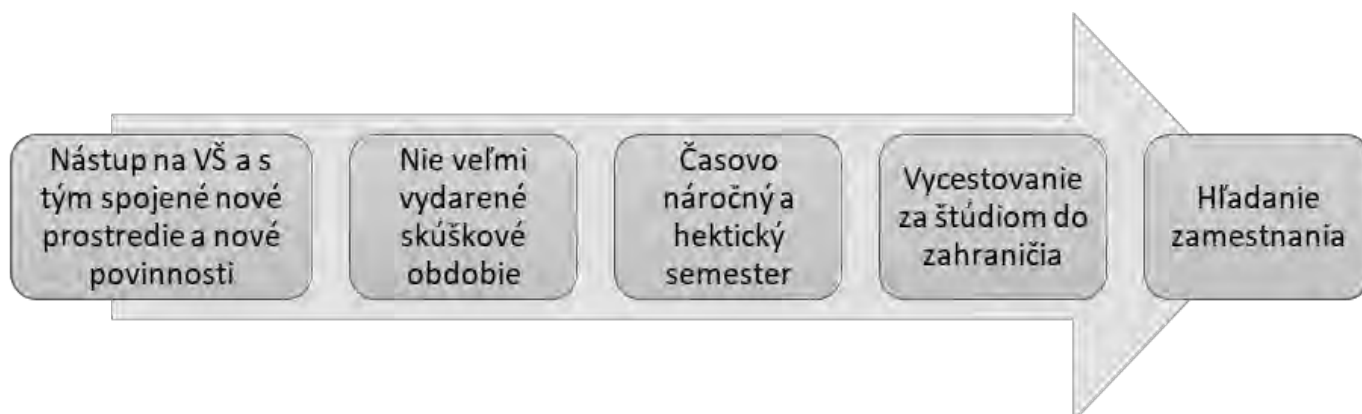 Nástup na VŠ a s
tým spojené nové
prostredie a nové
povinnosti
Nie veľmi
vydarené
skúškové
obdobie
Časovo
náročný a
hektický
semester
Vycestovanie
za štúdiom do
zahraničia
Hľadanie
zamestnania